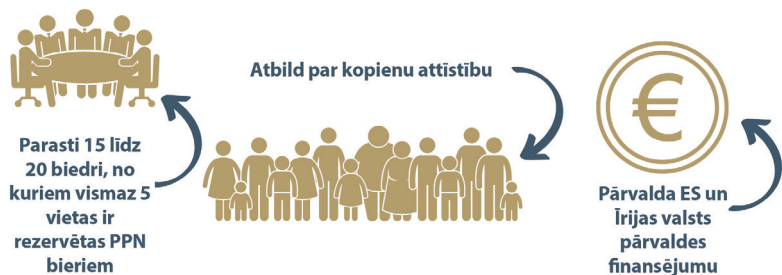 Parasti 15 līdz
20 biedri, no
kuriem vismaz 5
vietas ir
rezervētas PPN
bieriem
Atbild par kopienu attīstību
€
Pārvalda ES un
Īrijas valsts
pārvaldes
finansējumu